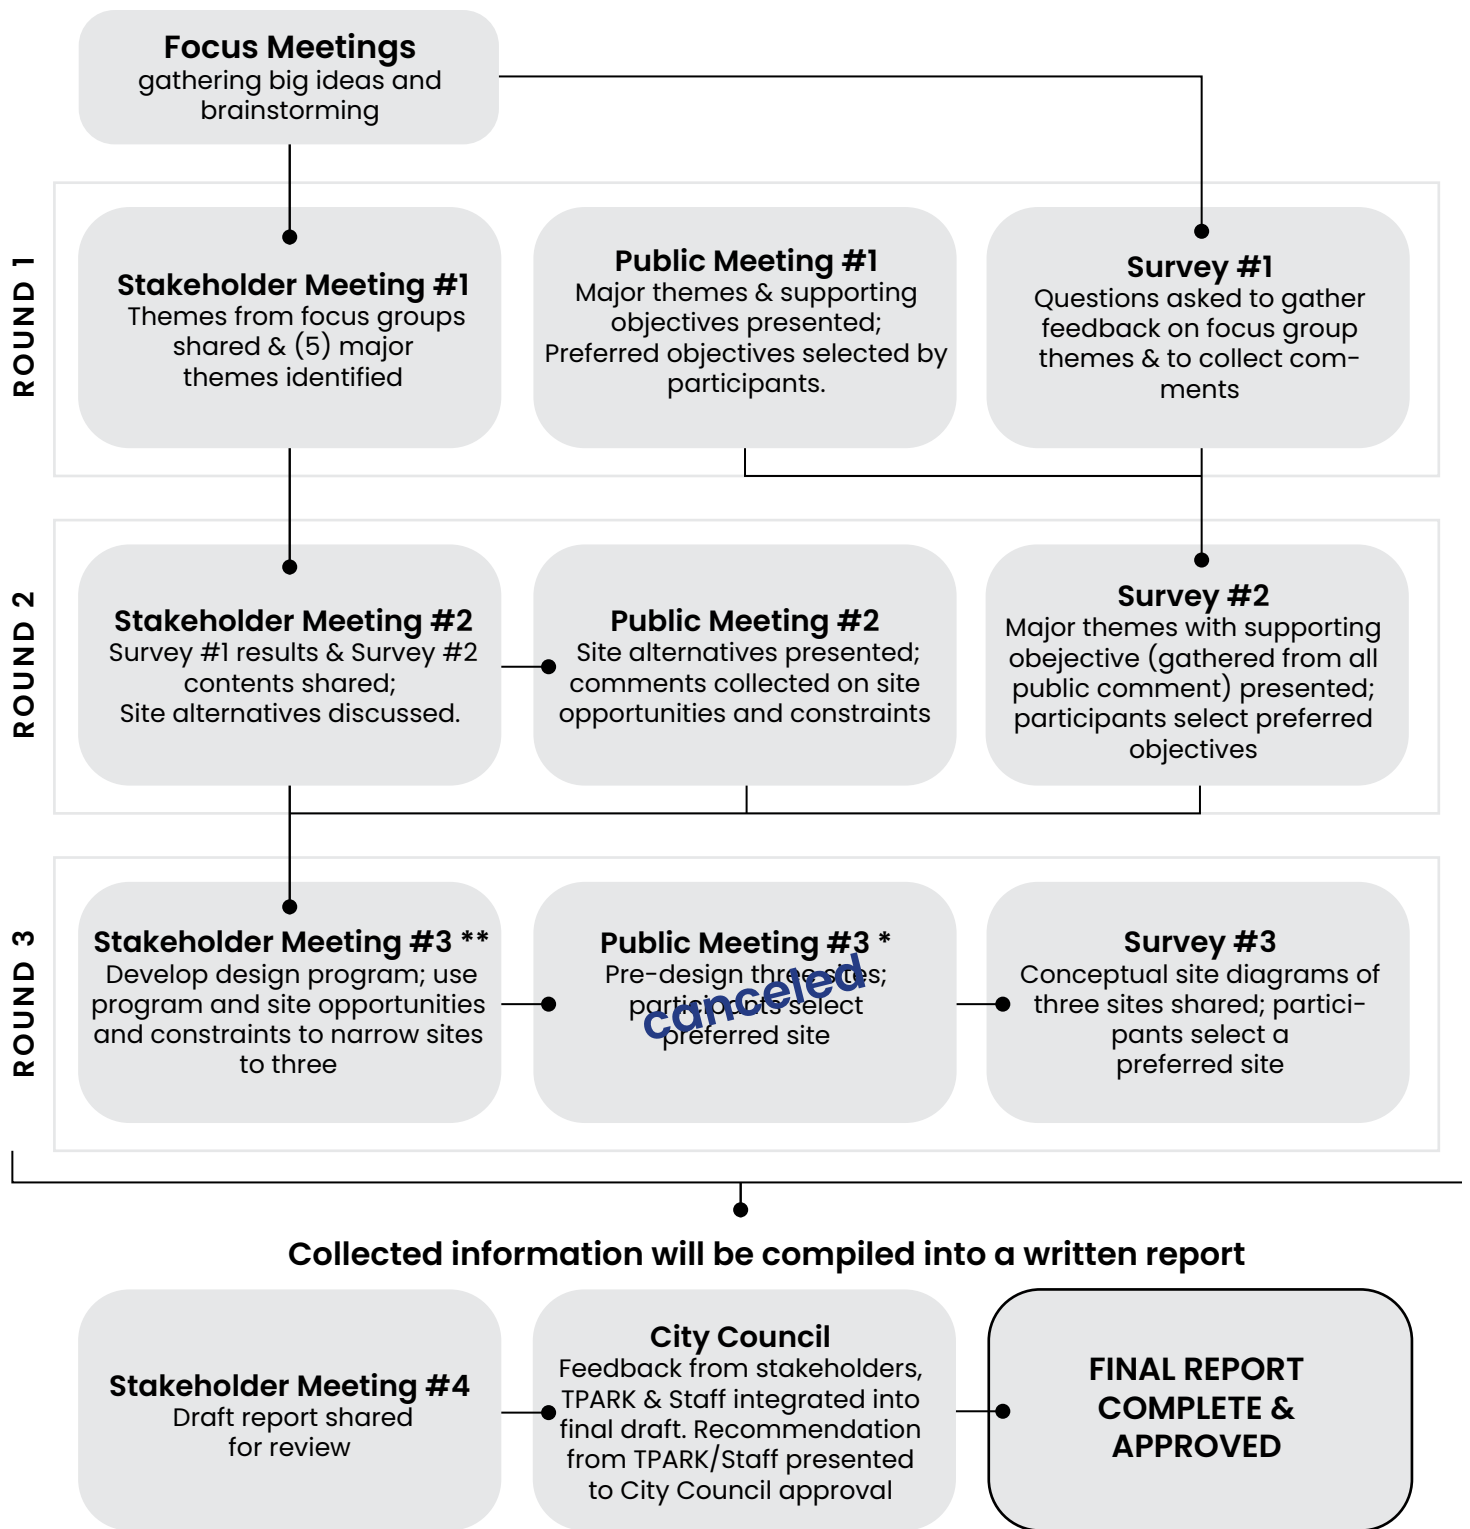 Focus Meetings
gathering big ideas and
brainstorming
ROUND 1
Stakeholder Meeting #1
Themes from focus groups
shared & (5) major
themes identified
Public Meeting #1
Major themes & supporting
objectives presented;
Preferred objectives selected by
participants.
Survey #1
Questions asked to gather
feedback on focus group
themes & to collect com-
ments
ROUND 2
Stakeholder Meeting #2
Survey #1 results & Survey #2
contents shared;
Site alternatives discussed.
Public Meeting #2
Site alternatives presented;
comments collected on site
opportunities and constraints
Survey #2
Major themes with supporting
obejective (gathered from all
public comment) presented;
participants select preferred
objectives
ROUND 3
Stakeholder Meeting #3 **
Develop design program; use
program and site opportunities
and constraints to narrow sites
to three
Public Meeting #3 *
Pre-design three sites;
participants select
preferred site
canceled
Survey #3
Conceptual site diagrams of
three sites shared; partici-
pants select a
preferred site
Collected information will be compiled into a written report
Stakeholder Meeting #4
Draft report shared
for review
City Council
Feedback from stakeholders,
TPARK & Staff integrated into
final draft. Recommendation
from TPARK/Staff presented
to City Council approval
FINAL REPORT
COMPLETE &
APPROVED